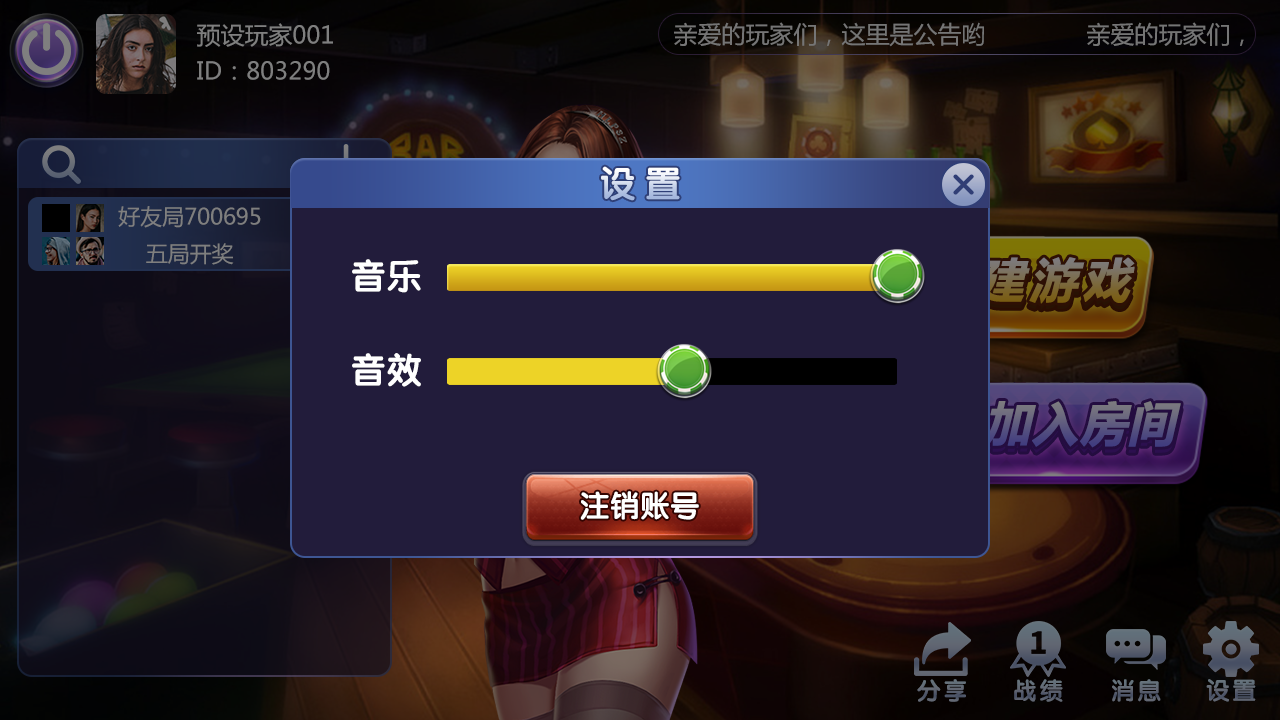 预设玩家001
ID：803290
亲爱的玩家们，这里是公告哟
亲爱的玩家们，
BAR
设置
好友局700695
五局开奖
音乐
音效
建游戏
加入房间
注销账号
1
分享
战绩
消息
设置